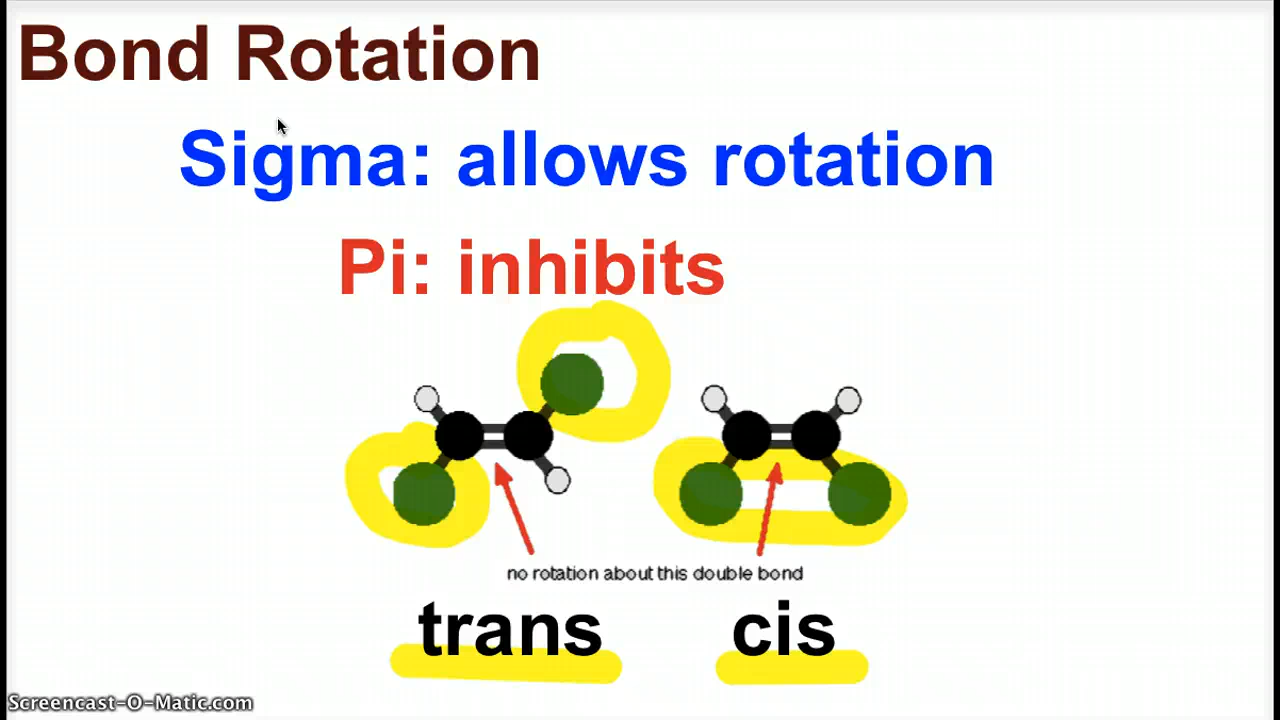 Bond Rotation
Sigma: allows rotation
Pi: inhibits
no rotation about this double bond
trans cis
Screencast-O-Matic.com